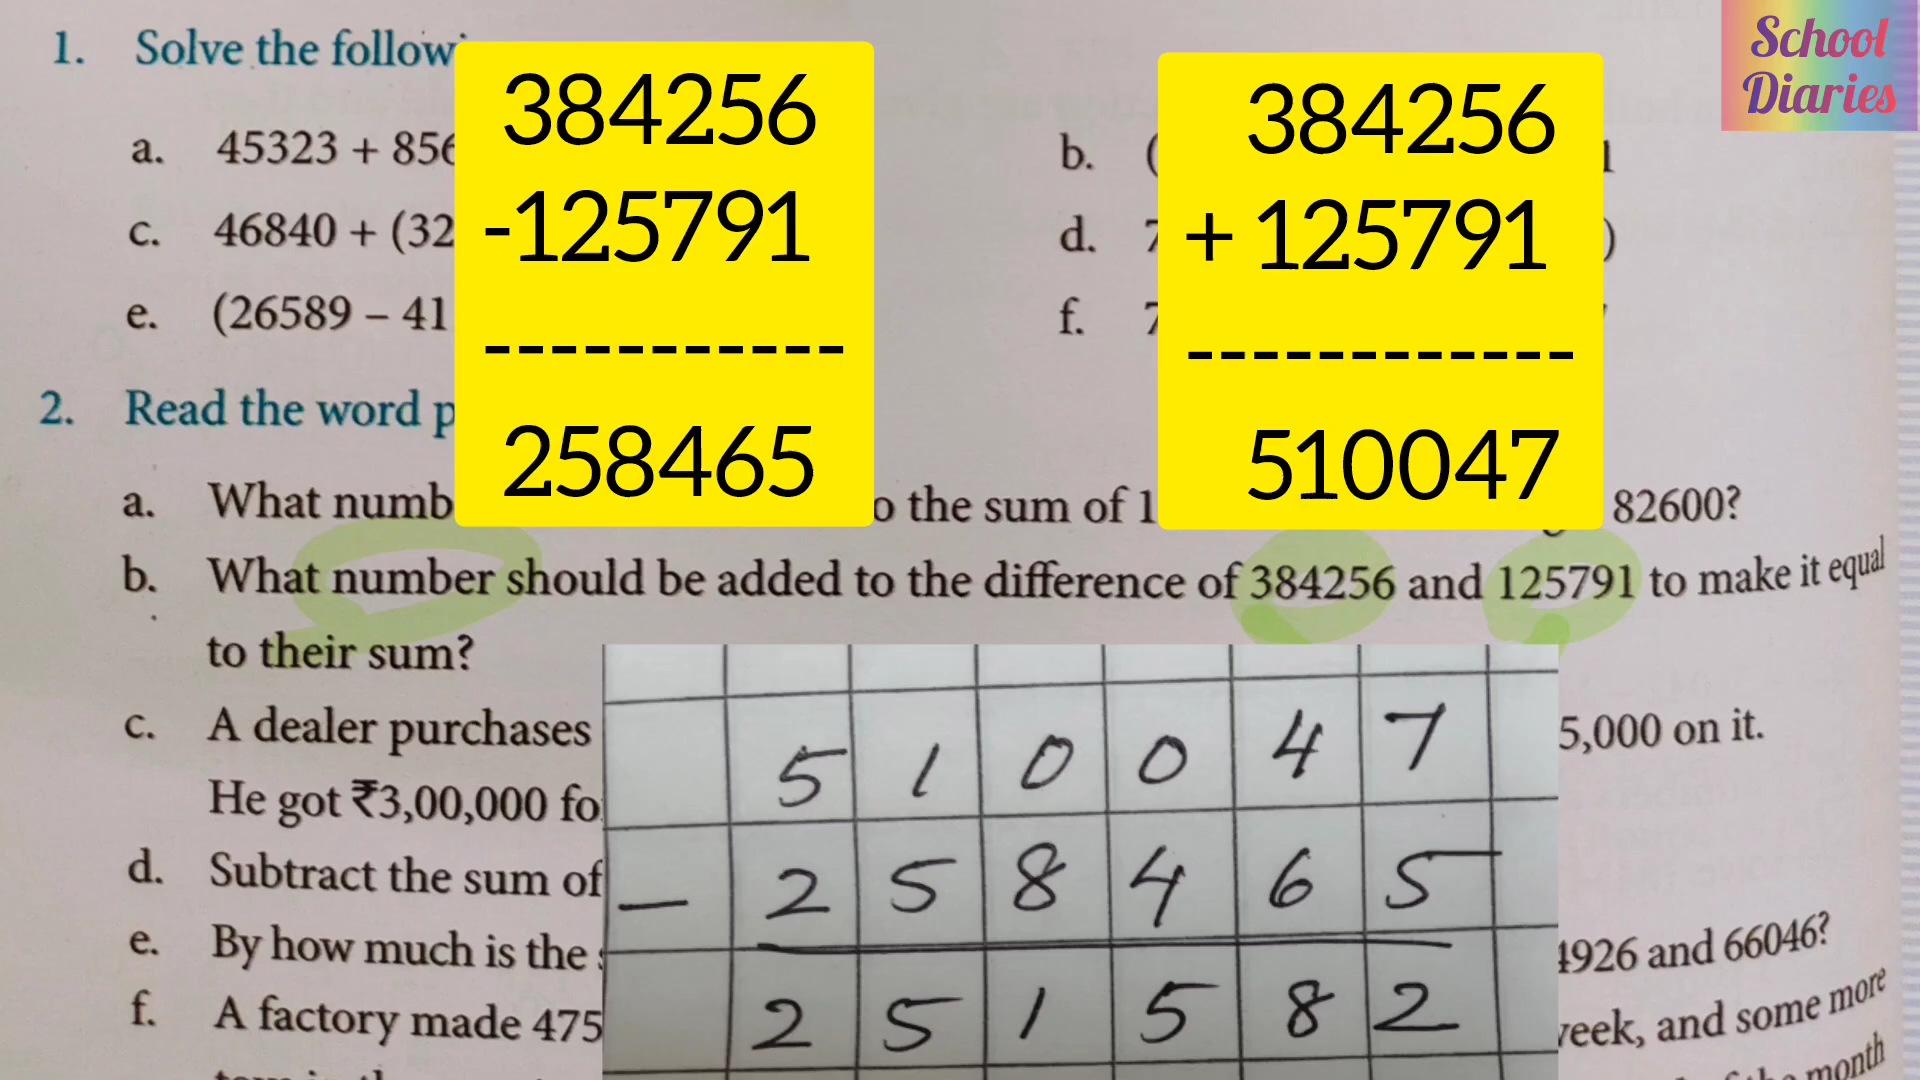 1. Solve the follow
a. 45323 + 856
b. (
1
c. 46840 + (32
d. 7
)
e. (26589 – 41
f. 7
2. Read the word p
a. What numb
o the sum of 1
82600?
b. What number should be added to the difference of 384256 and 125791 to make it equal
to their sum?
c. A dealer purchases
5,000 on it.
He got ₹3,00,000 fo
d. Subtract the sum of
e. By how much is the
4926 and 66046?
f. A factory made 475
week, and some more
month
384256
-125791
-----------
258465
384256
+ 125791
------------
510047
School
Diaries
5 1 0 0 4 7
- 2 5 8 4 6 5
2 5 1 5 8 2